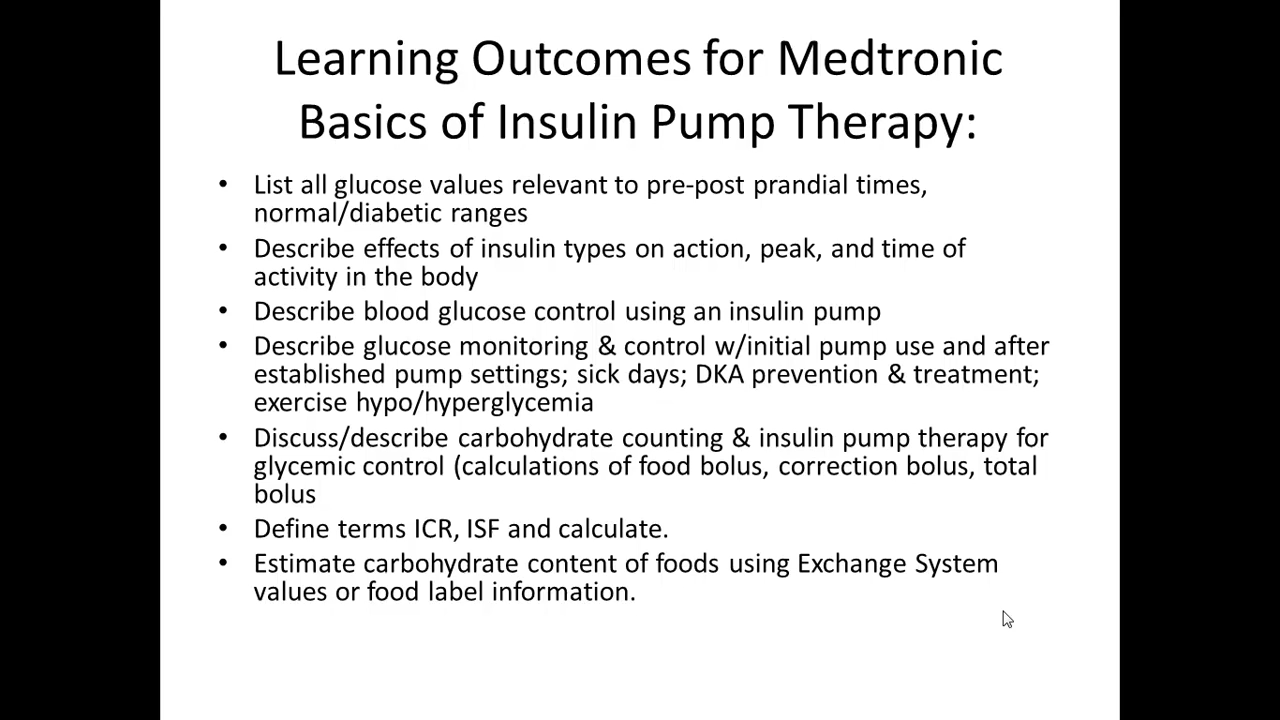 Learning Outcomes for Medtronic
Basics of Insulin Pump Therapy:
• List all glucose values relevant to pre-post prandial times,
normal/diabetic ranges
• Describe effects of insulin types on action, peak, and time of
activity in the body
• Describe blood glucose control using an insulin pump
• Describe glucose monitoring & control w/initial pump use and after
established pump settings; sick days; DKA prevention & treatment;
exercise hypo/hyperglycemia
• Discuss/describe carbohydrate counting & insulin pump therapy for
glycemic control (calculations of food bolus, correction bolus, total
bolus
• Define terms ICR, ISF and calculate.
• Estimate carbohydrate content of foods using Exchange System
values or food label information.